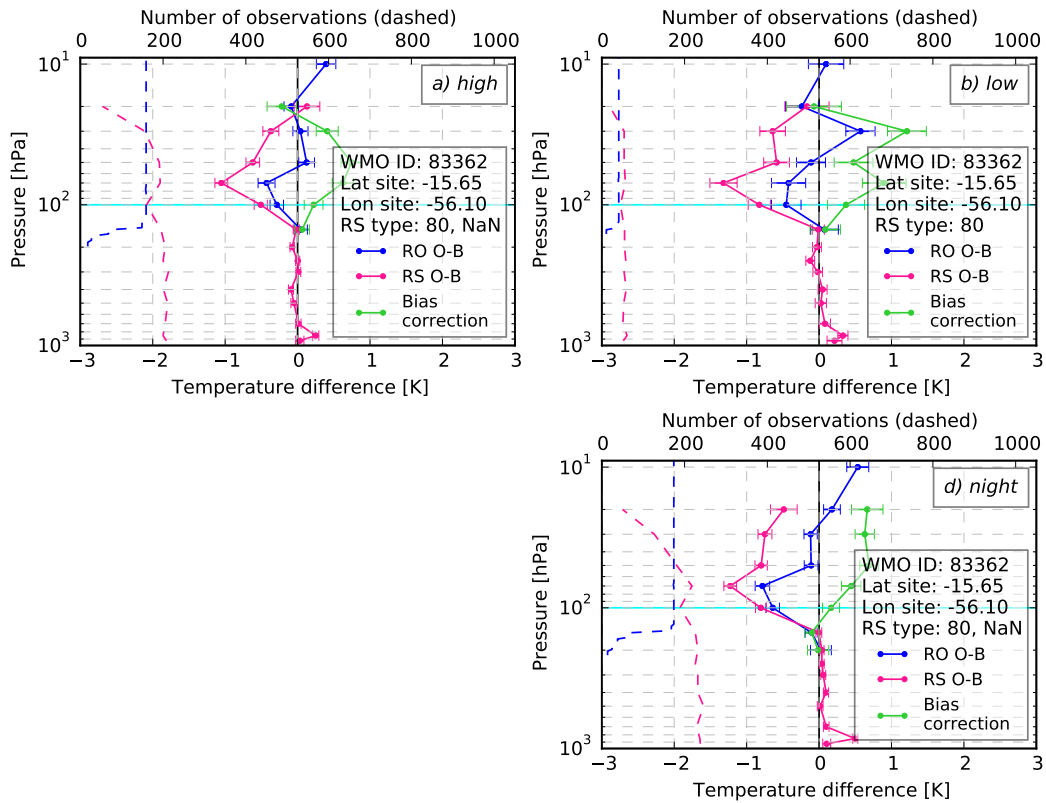 Number of observations (dashed)
0 200 400 600 800 1000
10¹
10²
10³
Pressure [hPa]
a) high
WMO ID: 83362
Lat site: -15.65
Lon site: -56.10
RS type: 80, NaN
RO O-B
RS O-B
Bias
correction
−3 −2 −1 0 1 2 3
Temperature difference [K]
Number of observations (dashed)
0 200 400 600 800 1000
10¹
10²
10³
Pressure [hPa]
b) low
WMO ID: 83362
Lat site: -15.65
Lon site: -56.10
RS type: 80
RO O-B
RS O-B
Bias
correction
−3 −2 −1 0 1 2 3
Temperature difference [K]
Number of observations (dashed)
0 200 400 600 800 1000
10¹
10²
10³
Pressure [hPa]
d) night
WMO ID: 83362
Lat site: -15.65
Lon site: -56.10
RS type: 80, NaN
RO O-B
RS O-B
Bias
correction
−3 −2 −1 0 1 2 3
Temperature difference [K]